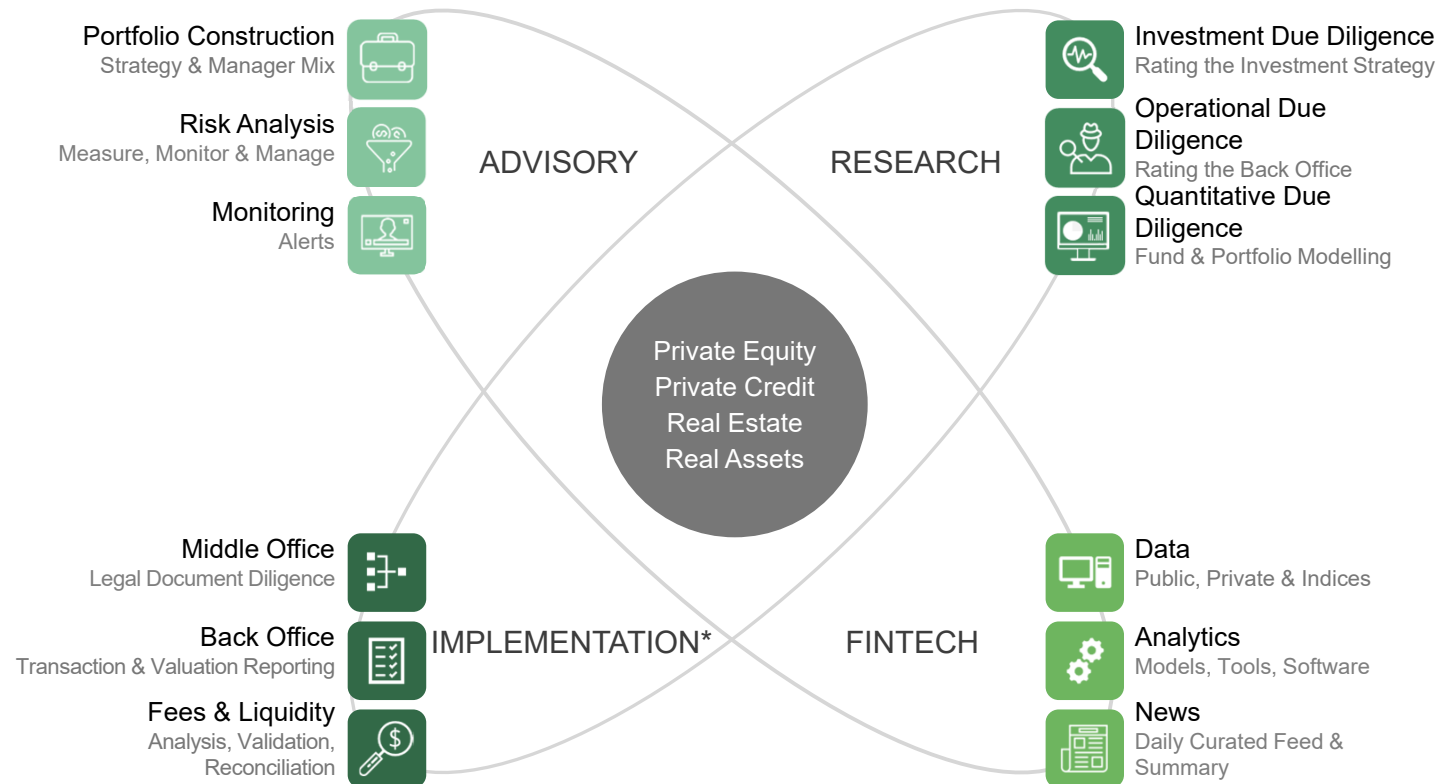 Portfolio Construction
Strategy & Manager Mix
Risk Analysis
Measure, Monitor & Manage
Monitoring
Alerts
ADVISORY
RESEARCH
Investment Due Diligence
Rating the Investment Strategy
Operational Due
Diligence
Rating the Back Office
Quantitative Due
Diligence
Fund & Portfolio Modelling
Private Equity
Private Credit
Real Estate
Real Assets
Middle Office
Legal Document Diligence
Back Office
Transaction & Valuation Reporting
Fees & Liquidity
Analysis, Validation,
Reconciliation
IMPLEMENTATION*
FINTECH
Data
Public, Private & Indices
Analytics
Models, Tools, Software
News
Daily Curated Feed &
Summary